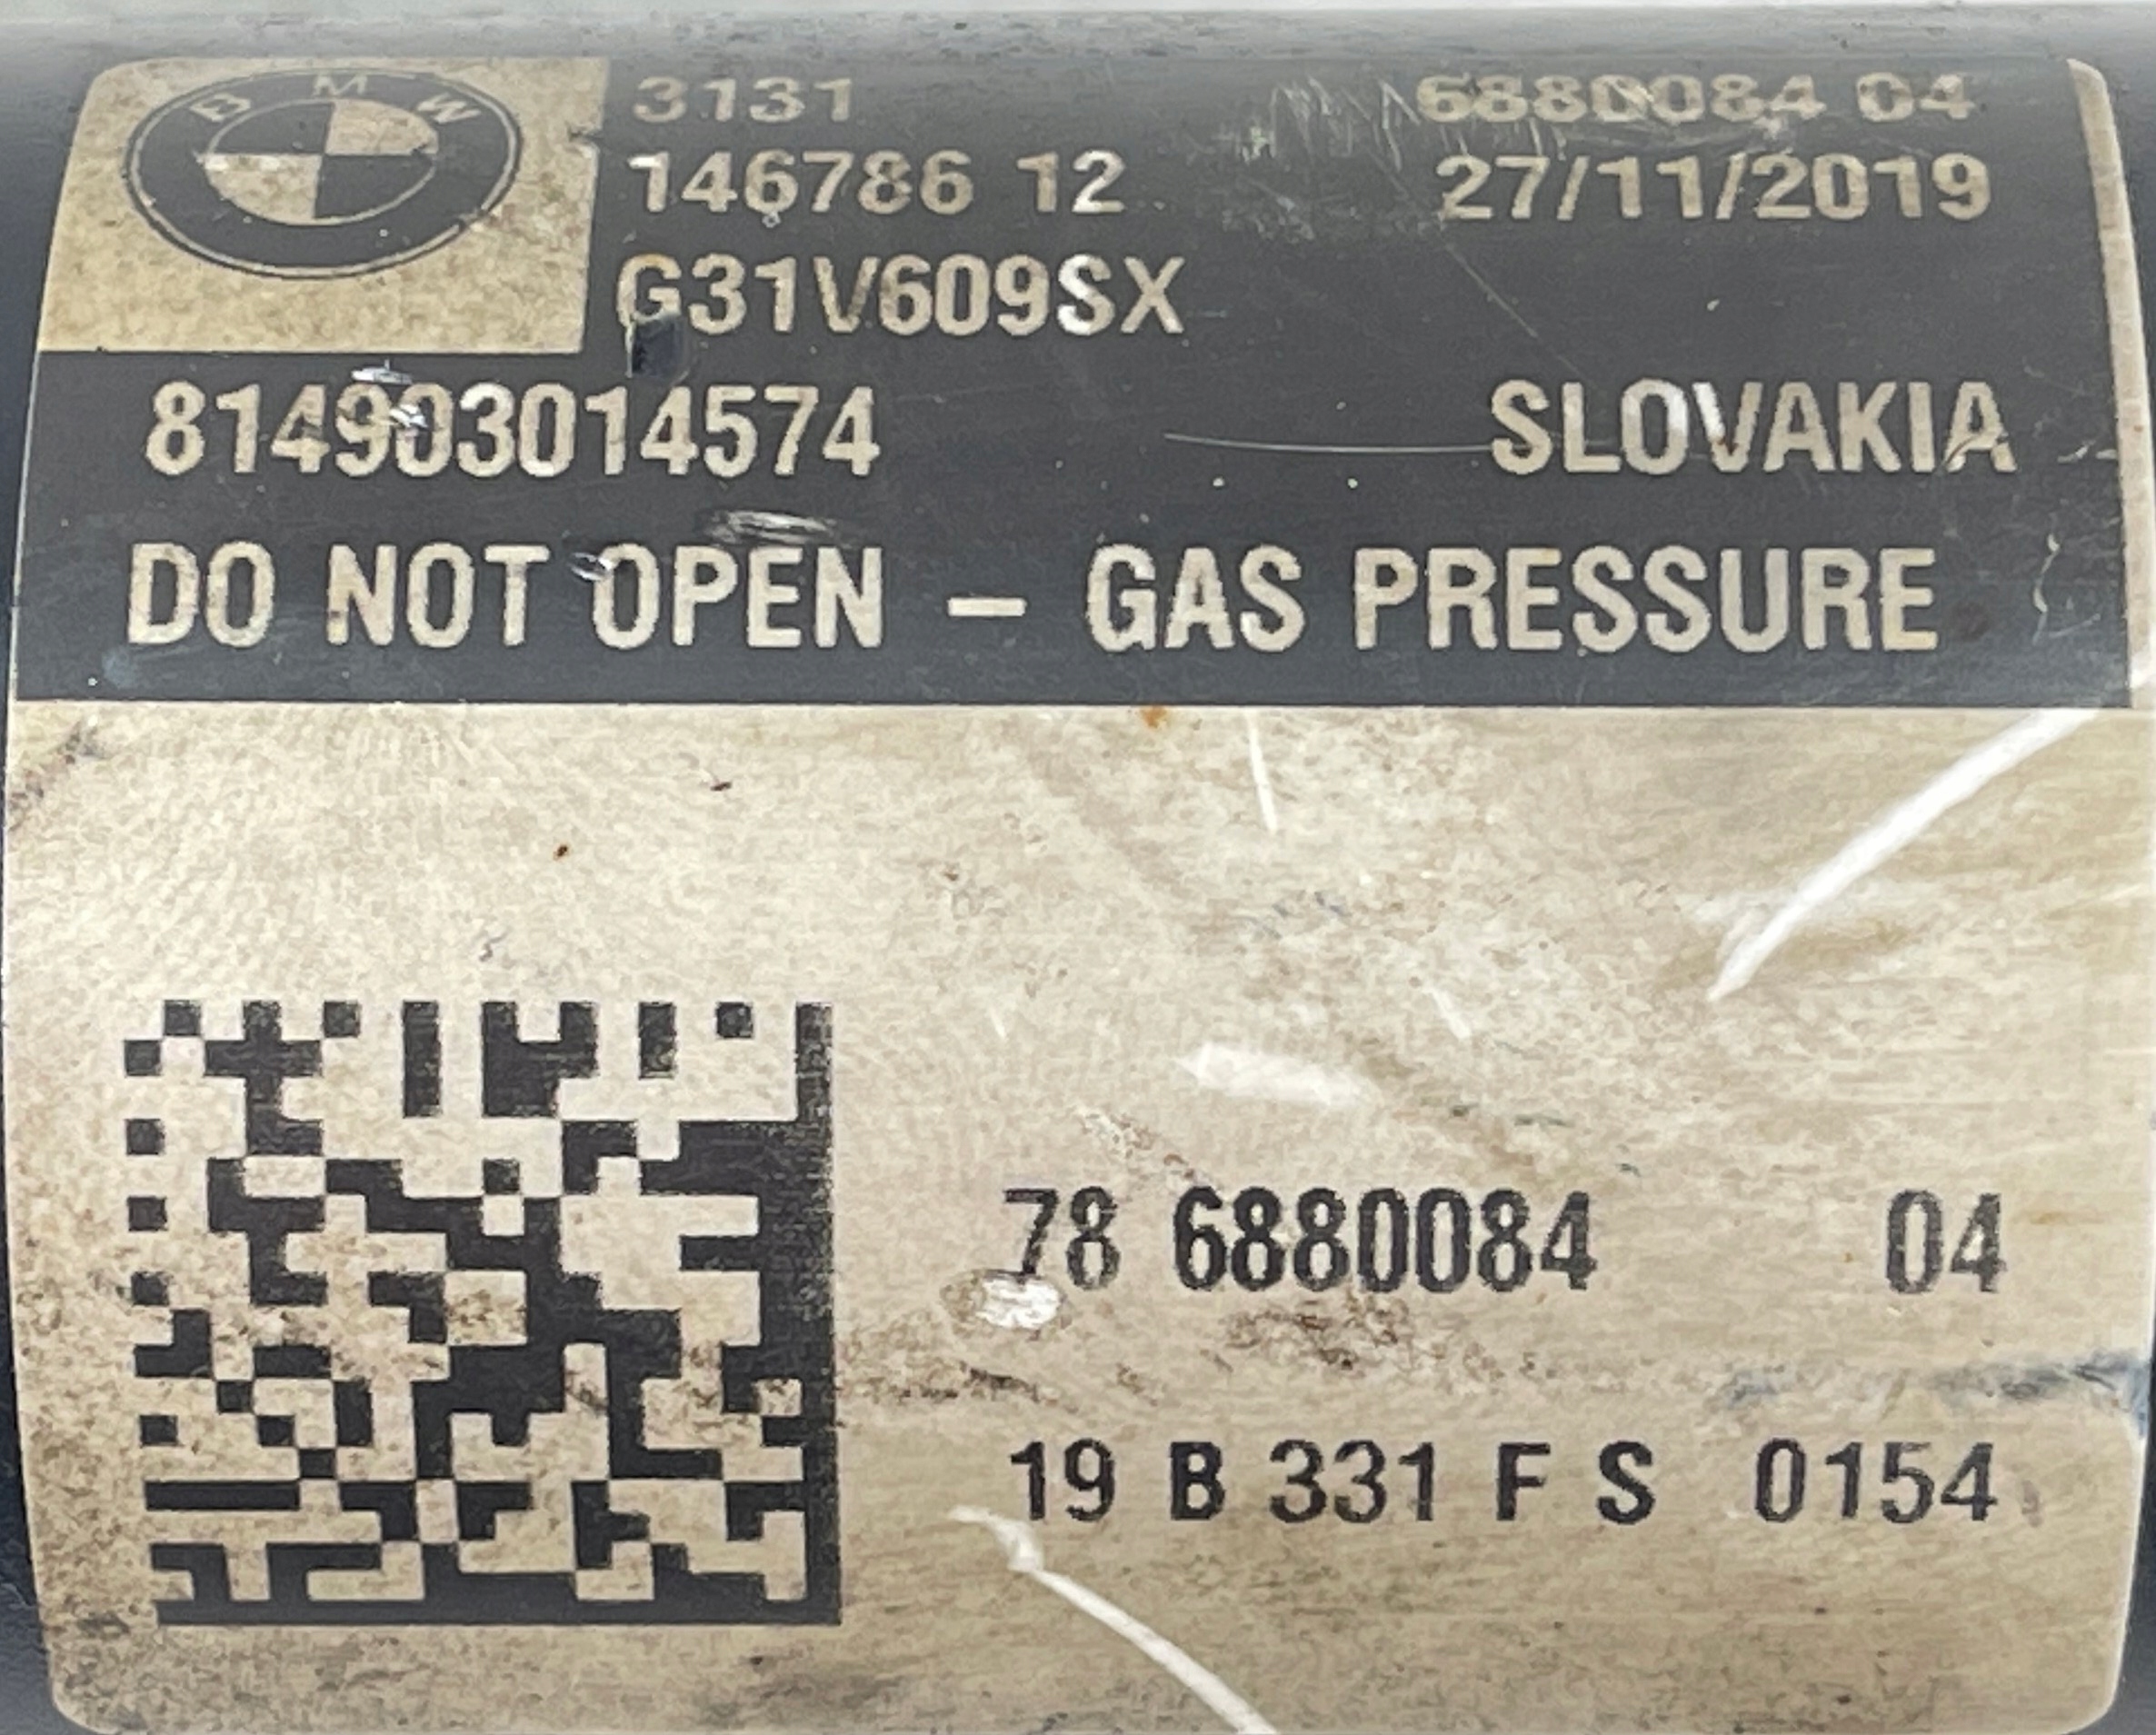 BMW
3131 6880084 04
146786 12 27/11/2019
G31V609SX
814903014574 SLOVAKIA
DO NOT OPEN – GAS PRESSURE
78 6880084 04
19 B 331 F S 0154